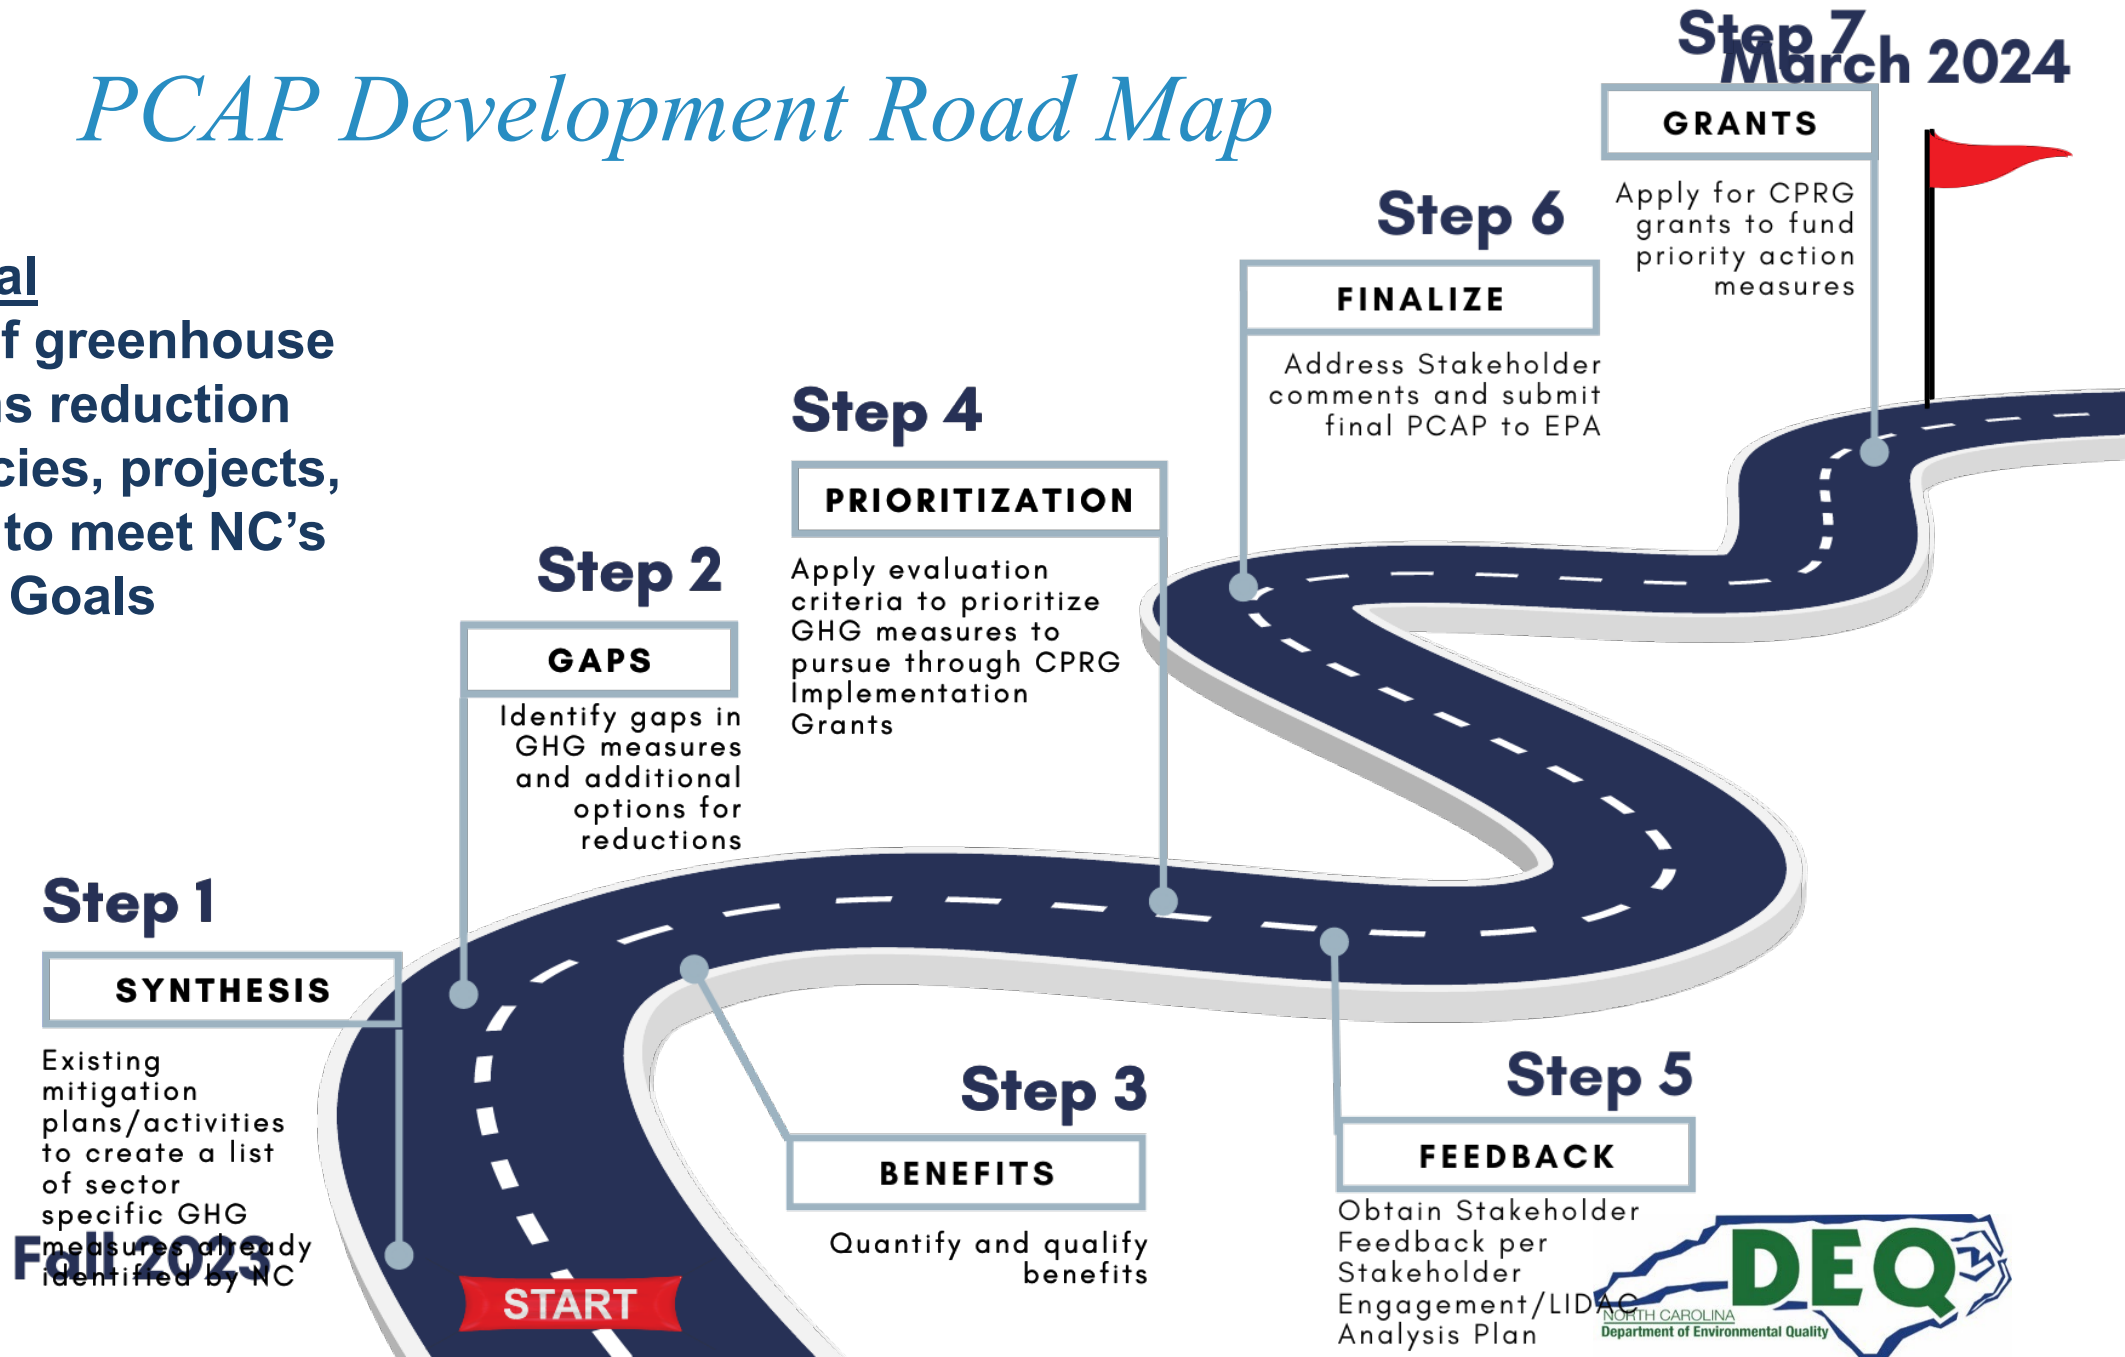 PCAP Development Road Map
al
f greenhouse
s reduction
cies, projects,
to meet NC's
Goals
Step 1
SYNTHESIS
Existing
mitigation
plans/activities
to create a list
of sector
specific GHG
measures already
identified by NC
Fall 2023
START
Step 2
GAPS
Identify gaps in
GHG measures
and additional
options for
reductions
Step 3
BENEFITS
Quantify and qualify
benefits
Step 4
PRIORITIZATION
Apply evaluation
criteria to prioritize
GHG measures to
pursue through CPRG
Implementation
Grants
Step 5
FEEDBACK
Obtain Stakeholder
Feedback per
Stakeholder
Engagement/LIDAC
Analysis Plan
Step 6
FINALIZE
Address Stakeholder
comments and submit
final PCAP to EPA
Step 7
March 2024
GRANTS
Apply for CPRG
grants to fund
priority action
measures
DEQ
NORTH CAROLINA
Department of Environmental Quality
3